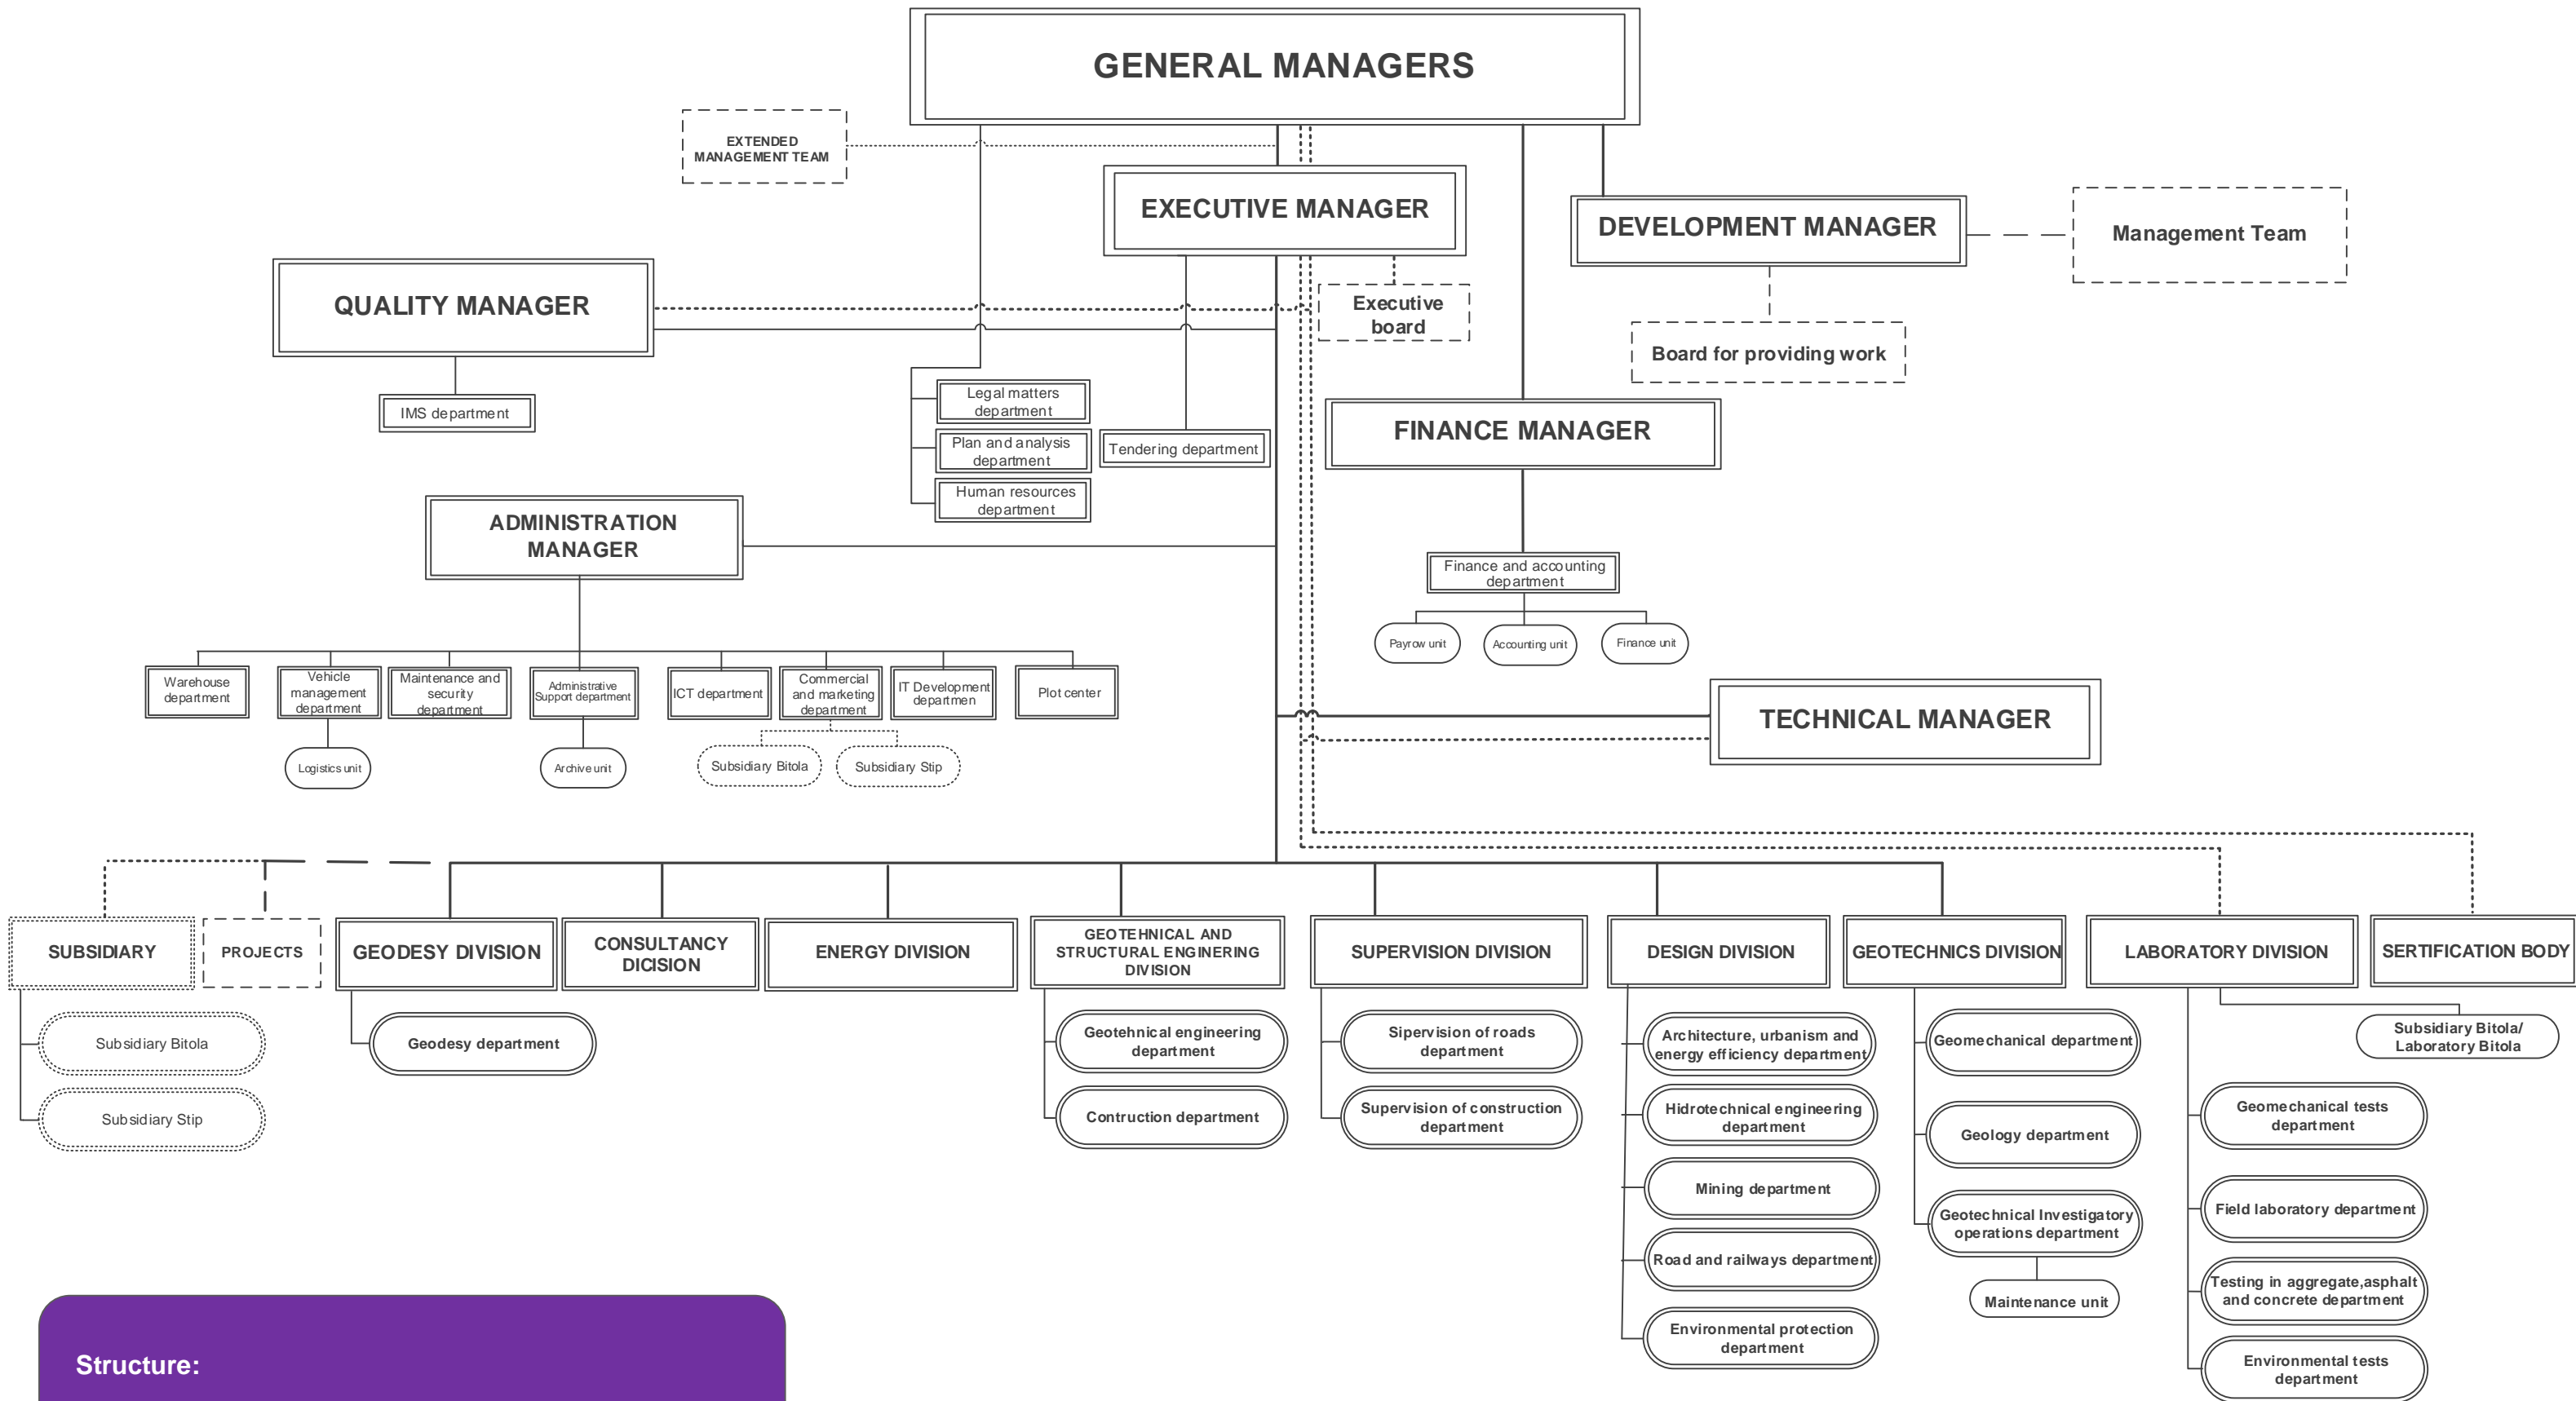 GENERAL MANAGERS
EXTENDED
MANAGEMENT TEAM
EXECUTIVE MANAGER
DEVELOPMENT MANAGER
Management Team
QUALITY MANAGER
Executive
board
Board for providing work
IMS department
Legal matters
department
Plan and analysis
department
Human resources
department
Tendering department
FINANCE MANAGER
ADMINISTRATION
MANAGER
Finance and accounting
department
Payrow unit
Accounting unit
Finance unit
Warehouse
department
Vehicle
management
department
Maintenance and
security
department
Administrative
Support department
ICT department
Commercial
and marketing
department
IT Development
departmen
Plot center
TECHNICAL MANAGER
Logistics unit
Archive unit
Subsidiary Bitola
Subsidiary Stip
SUBSIDIARY
PROJECTS
GEODESY DIVISION
CONSULTANCY
DICISION
ENERGY DIVISION
GEOTEHNICAL AND
STRUCTURAL ENGINERING
DIVISION
SUPERVISION DIVISION
DESIGN DIVISION
GEOTECHNICS DIVISION
LABORATORY DIVISION
SERTIFICATION BODY
Subsidiary Bitola
Subsidiary Stip
Geodesy department
Geotehnical engineering
department
Contruction department
Sipervision of roads
department
Supervision of construction
department
Architecture, urbanism and
energy efficiency department
Hidrotechnical engineering
department
Mining department
Road and railways department
Environmental protection
department
Geomechanical department
Geology department
Geotechnical Investigatory
operations department
Maintenance unit
Subsidiary Bitola/
Laboratory Bitola
Geomechanical tests
department
Field laboratory department
Testing in aggregate,asphalt
and concrete department
Environmental tests
department
Structure: